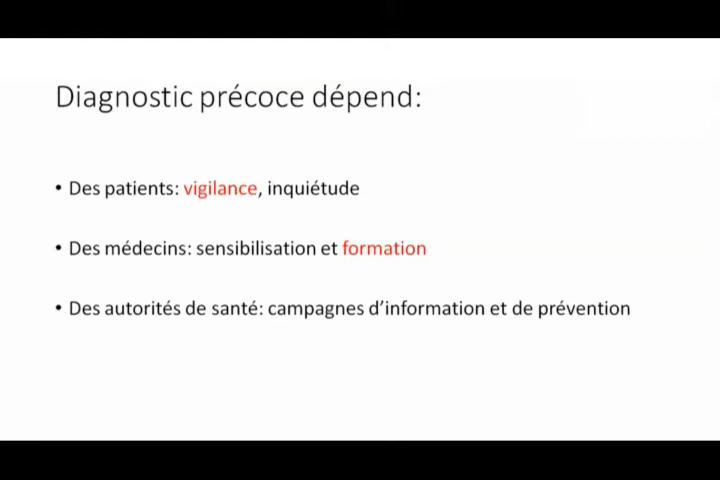 Diagnostic précoce dépend:
• Des patients: vigilance, inquiétude
• Des médecins: sensibilisation et formation
• Des autorités de santé: campagnes d’information et de prévention